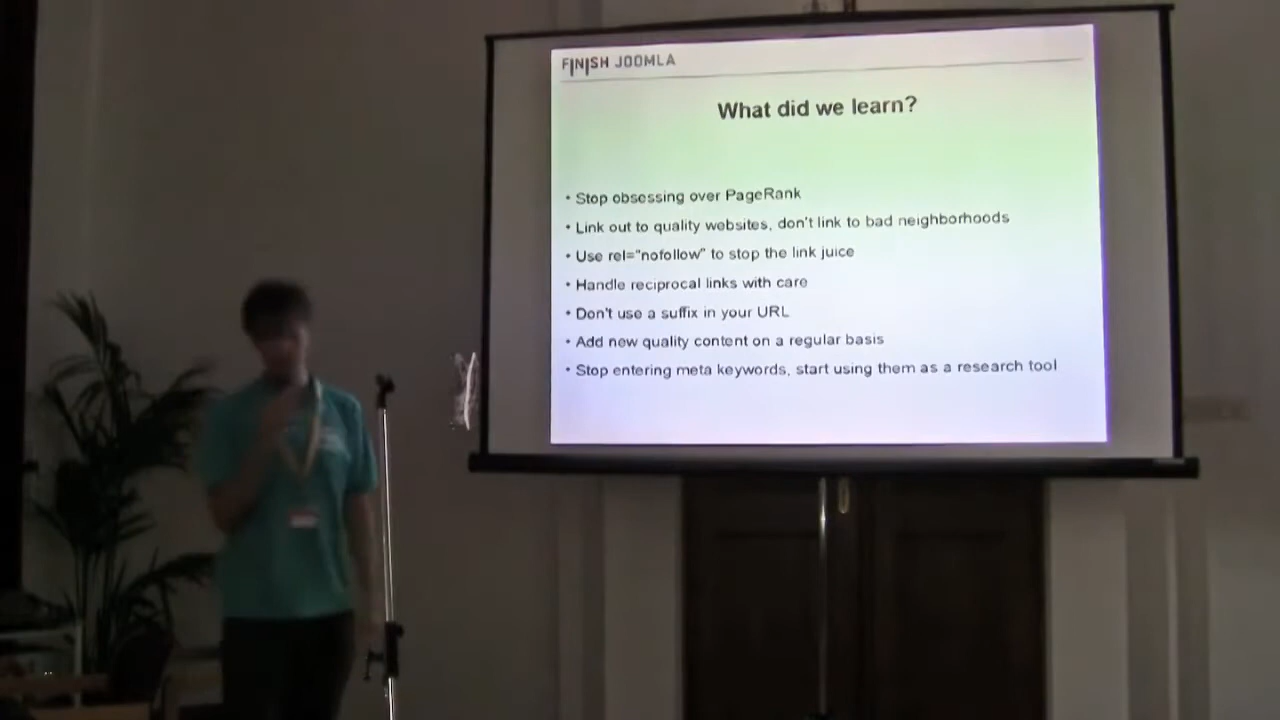 FINISH JOOMLA
What did we learn?
• Stop obsessing over PageRank
• Link out to quality websites, don't link to bad neighborhoods
• Use rel="nofollow" to stop the link juice
• Handle reciprocal links with care
• Don't use a suffix in your URL
• Add new quality content on a regular basis
• Stop entering meta keywords, start using them as a research tool